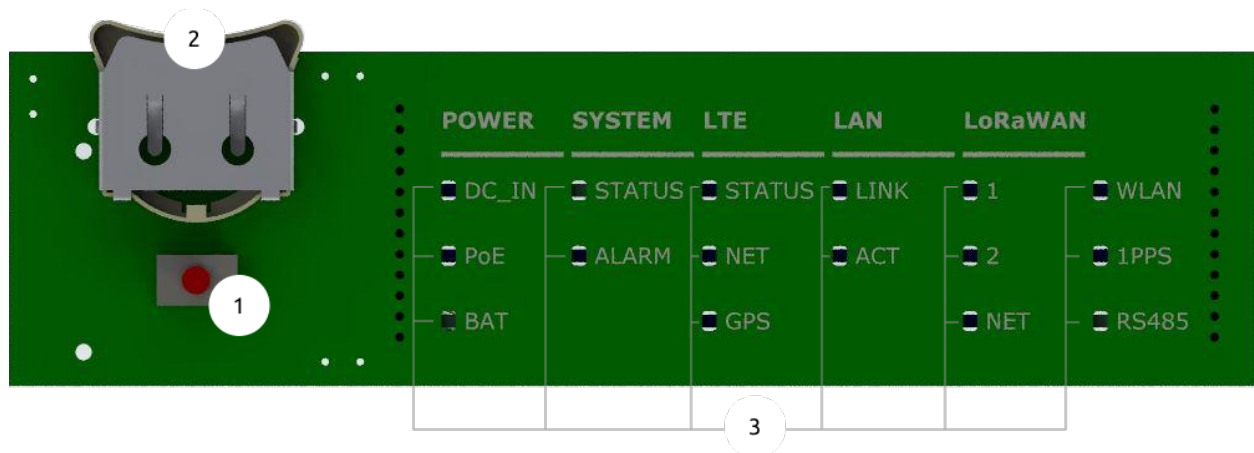 2
POWER SYSTEM LTE LAN LoRaWAN
DC_IN STATUS STATUS LINK 1 WLAN
PoE ALARM NET ACT 2 1PPS
1
BAT GPS NET RS485
3